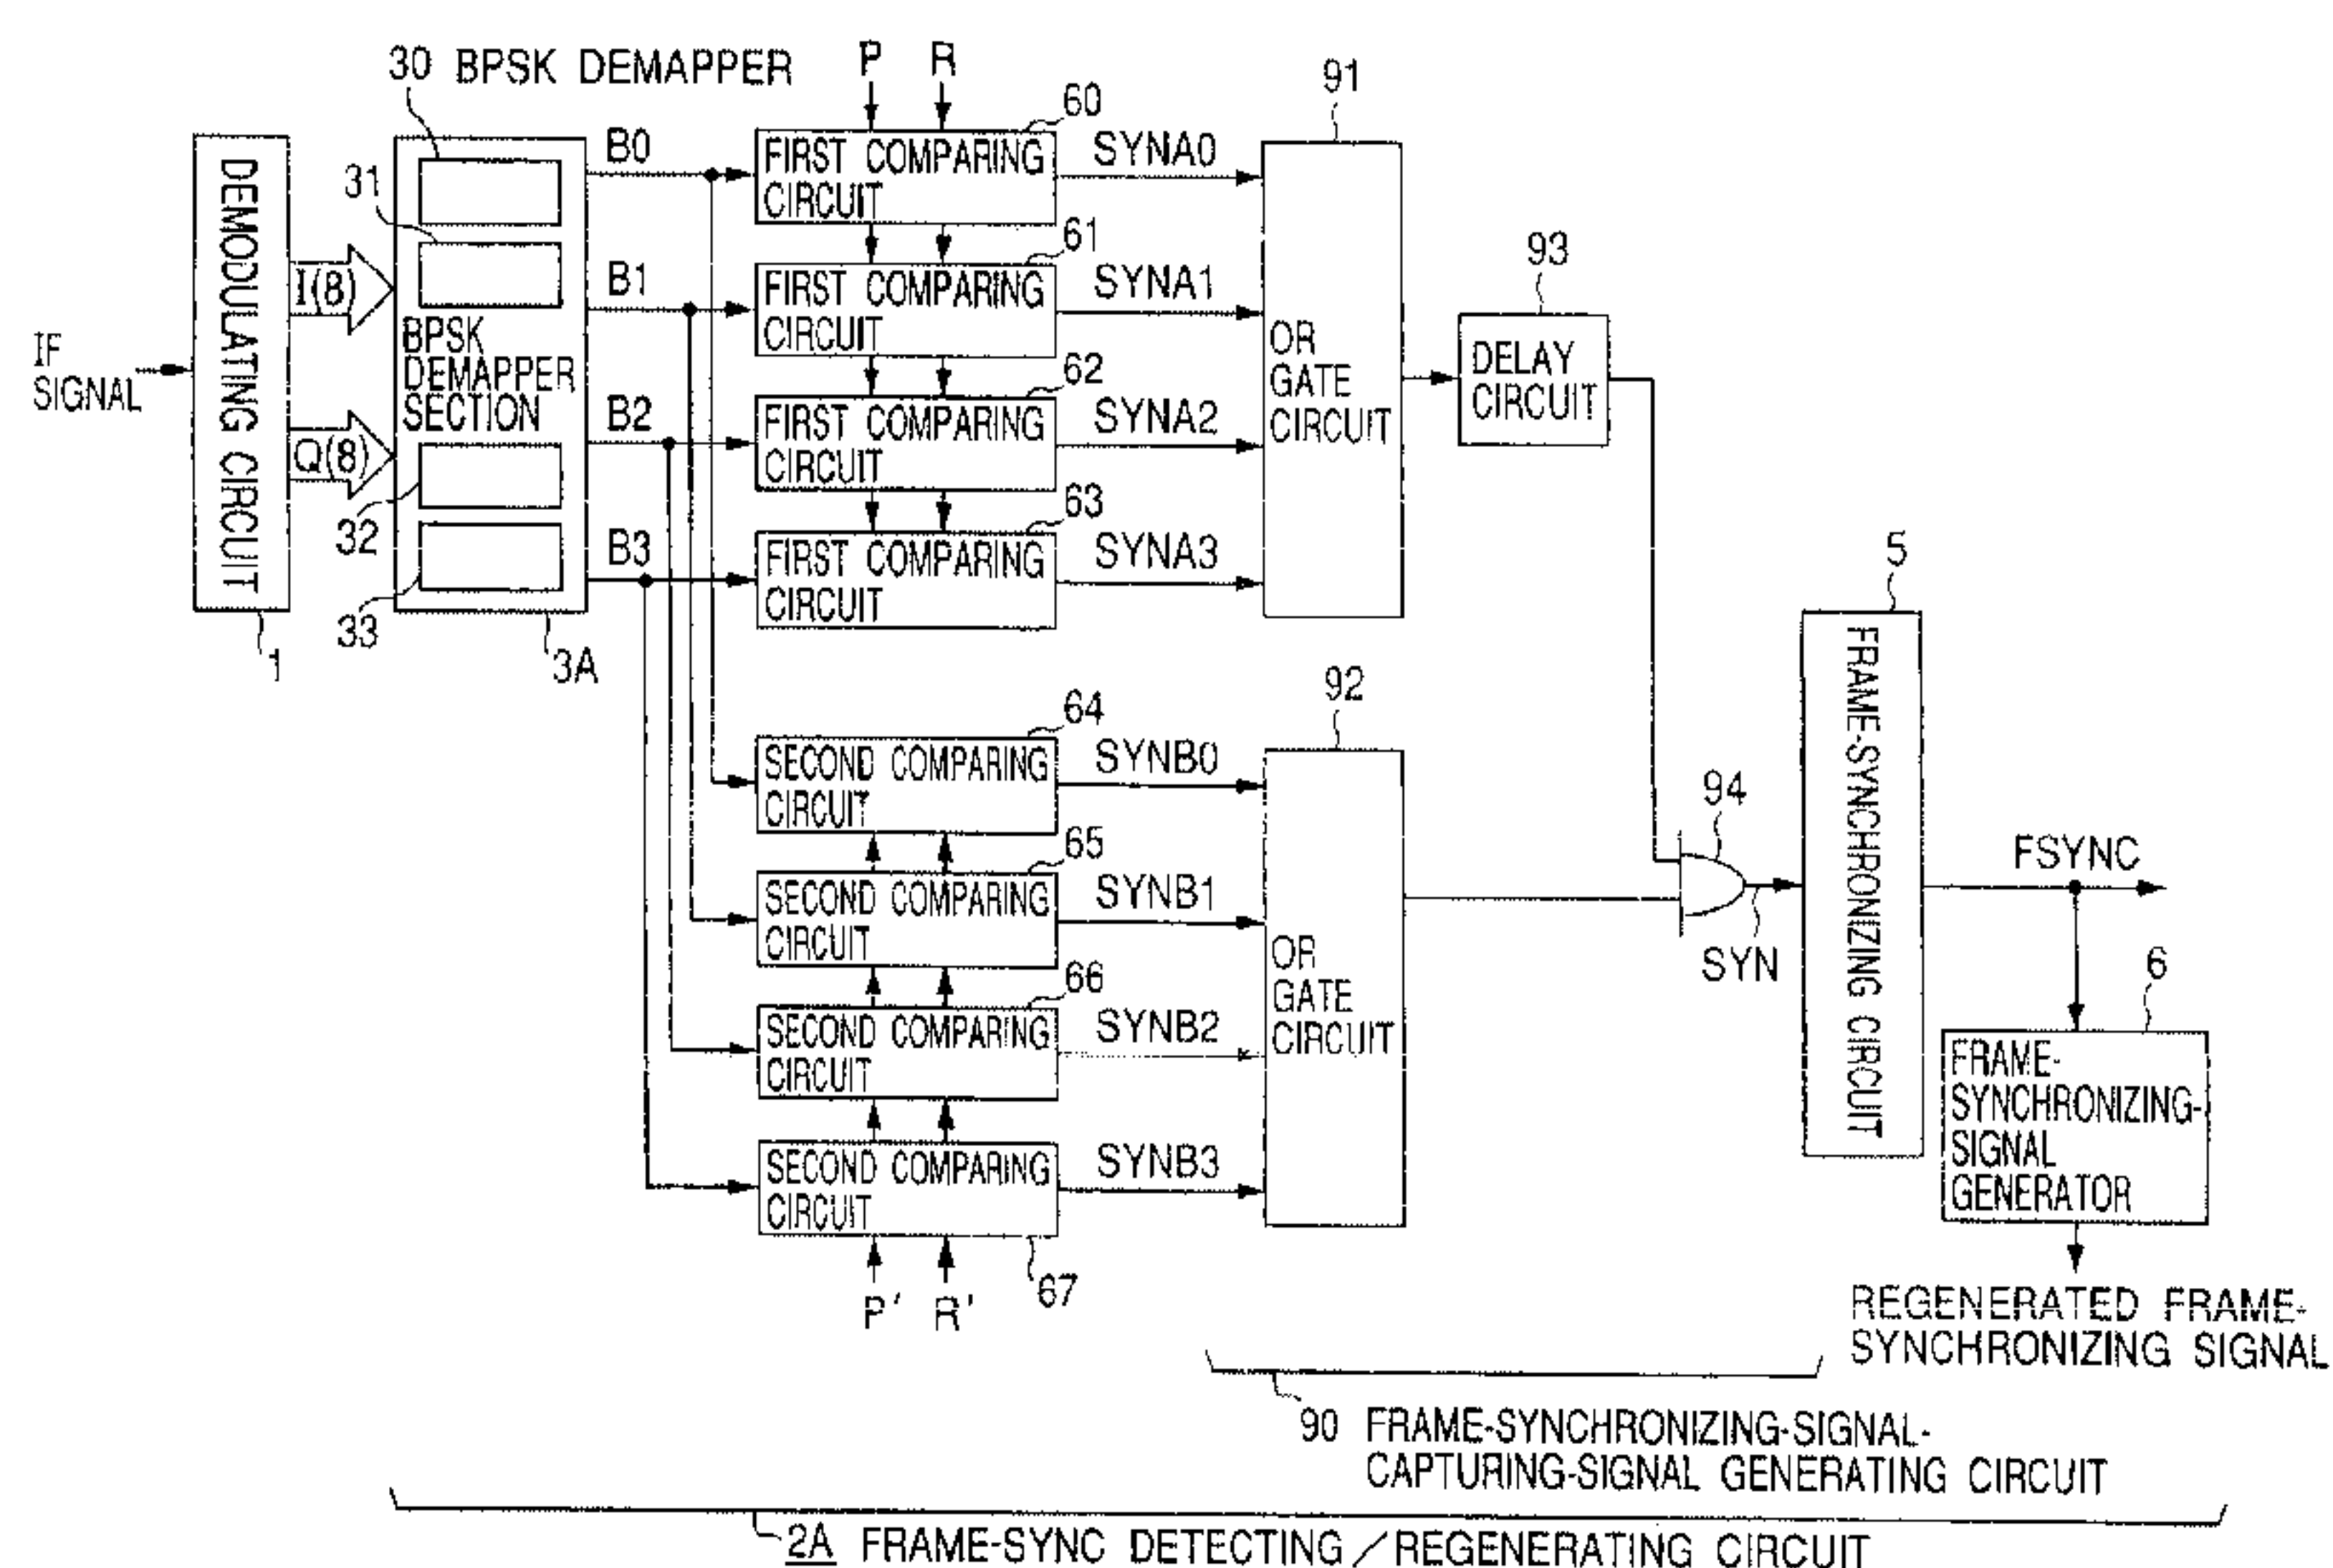 30 BPSK DEMAPPER
P
R
60
91
B0
FIRST COMPARING
CIRCUIT
SYNA0
31
DEMODULATING CIRCUIT
I(8)
B1
61
FIRST COMPARING
CIRCUIT
SYNA1
93
BPSK
DEMAPPER
SECTION
IF
SIGNAL
OR
GATE
CIRCUIT
DELAY
CIRCUIT
B2
62
FIRST COMPARING
CIRCUIT
SYNA2
Q(8)
32
B3
63
FIRST COMPARING
CIRCUIT
SYNA3
33
1
3A
5
64
SECOND COMPARING
CIRCUIT
SYNB0
92
FRAME-SYNCHRONIZING CIRCUIT
94
65
SECOND COMPARING
CIRCUIT
SYNB1
FSYNC
OR
GATE
CIRCUIT
SYN
66
SECOND COMPARING
CIRCUIT
SYNB2
6
FRAME-
SYNCHRONIZING-
SIGNAL
GENERATOR
SECOND COMPARING
CIRCUIT
SYNB3
67
P'
R'
REGENERATED FRAME-
SYNCHRONIZING SIGNAL
90 FRAME-SYNCHRONIZING-SIGNAL-
CAPTURING-SIGNAL GENERATING CIRCUIT
2A FRAME-SYNC DETECTING/REGENERATING CIRCUIT